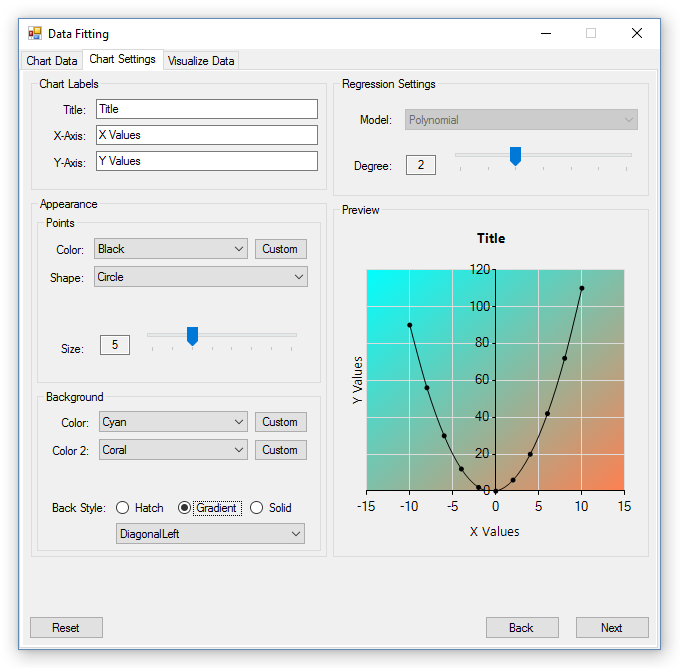 Data Fitting
Chart Data Chart Settings Visualize Data
Chart Labels
Title: Title
X-Axis: X Values
Y-Axis: Y Values
Appearance
Points
Color: Black Custom
Shape: Circle
Size: 5
Background
Color: Cyan Custom
Color 2: Coral Custom
Back Style: Hatch Gradient Solid
DiagonalLeft
Regression Settings
Model: Polynomial
Degree: 2
Preview
Title
Y Values
120
100
80
60
40
20
0
-15 -10 -5 0 5 10 15
X Values
Reset Back Next